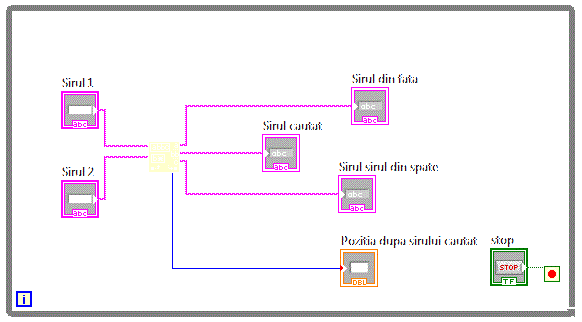 Sirul 1
abc
Sirul 2
abc
Sirul din fata
abc
abc
Sirul cautat
abc
abc
Sirul sirul din spate
abc
abc
Pozitia dupa sirului cautat
DBL
stop
STOP
TF
i